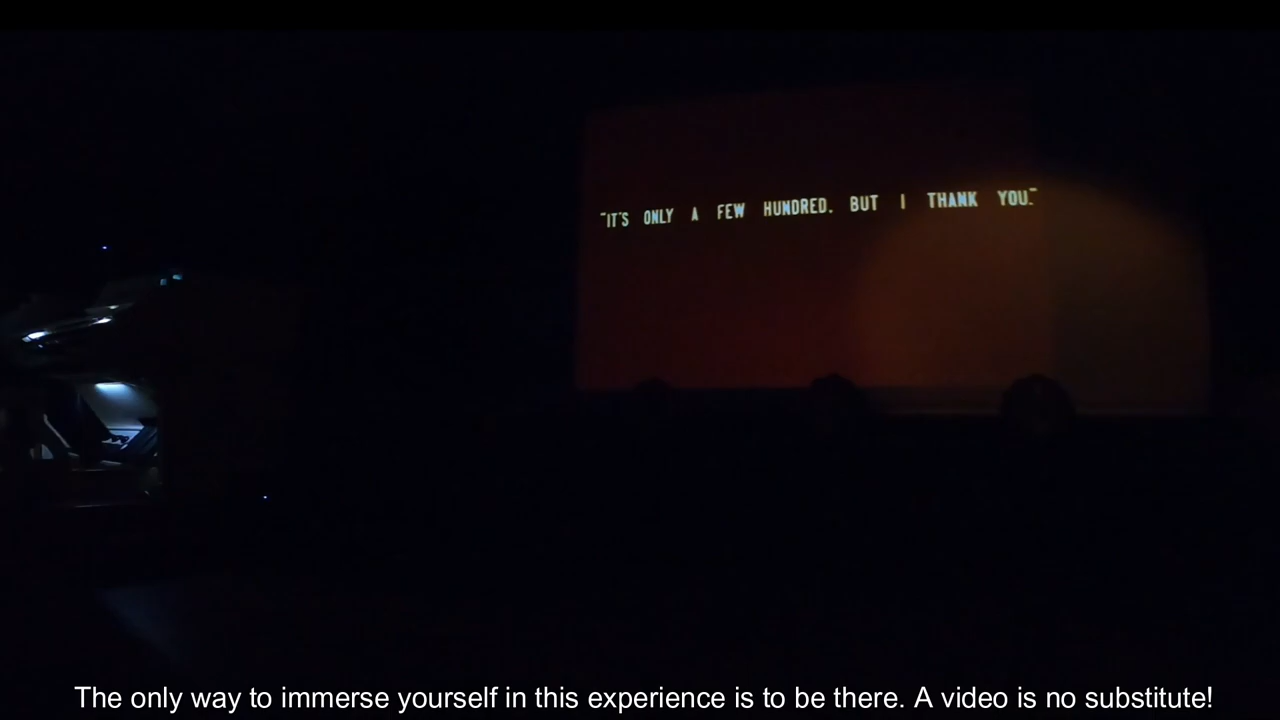 "IT'S ONLY A FEW HUNDRED. BUT I THANK YOU."
The only way to immerse yourself in this experience is to be there. A video is no substitute!